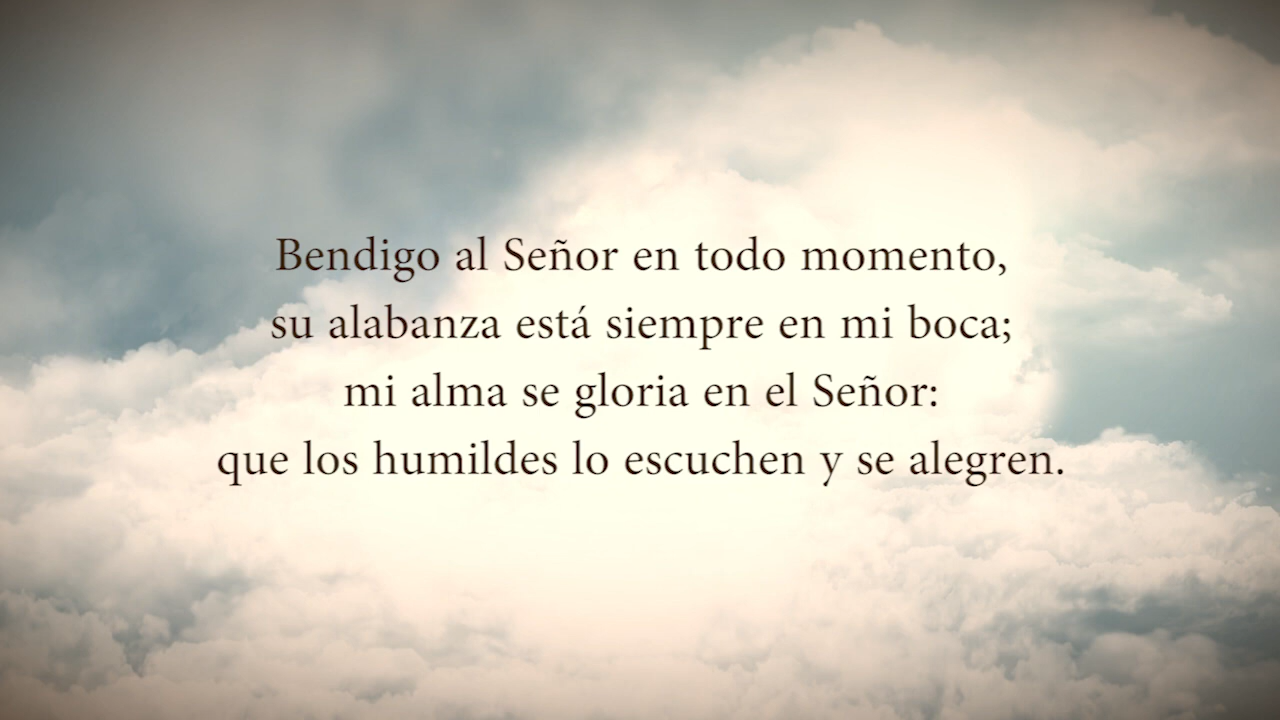 Bendigo al Señor en todo momento,
su alabanza está siempre en mi boca;
mi alma se gloria en el Señor:
que los humildes lo escuchen y se alegren.